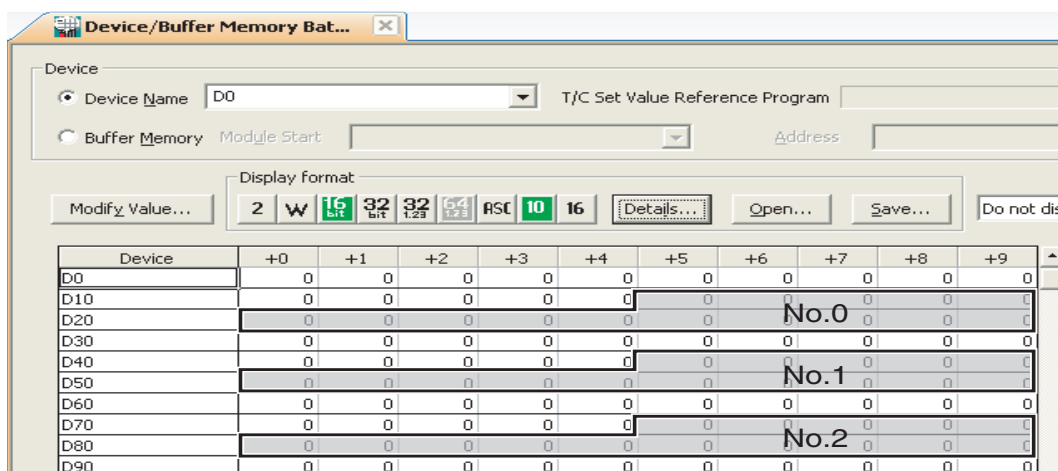 Device/Buffer Memory Bat...
Device
Device Name D0 T/C Set Value Reference Program
Buffer Memory Module Start Address
Display format
Modify Value... 2 W 16 bit 32 bit 32 1.23 64 1.23 ASC 10 16 Details... Open... Save... Do not dis
Device +0 +1 +2 +3 +4 +5 +6 +7 +8 +9
D0 0 0 0 0 0 0 0 0 0 0
D10 0 0 0 0 0 0 0 0 0 0
No.0
D20 0 0 0 0 0 0 0 0 0 0
D30 0 0 0 0 0 0 0 0 0 0
D40 0 0 0 0 0 0 0 0 0 0
No.1
D50 0 0 0 0 0 0 0 0 0 0
D60 0 0 0 0 0 0 0 0 0 0
D70 0 0 0 0 0 0 0 0 0 0
No.2
D80 0 0 0 0 0 0 0 0 0 0
D90 0 0 0 0 0 0 0 0 0 0